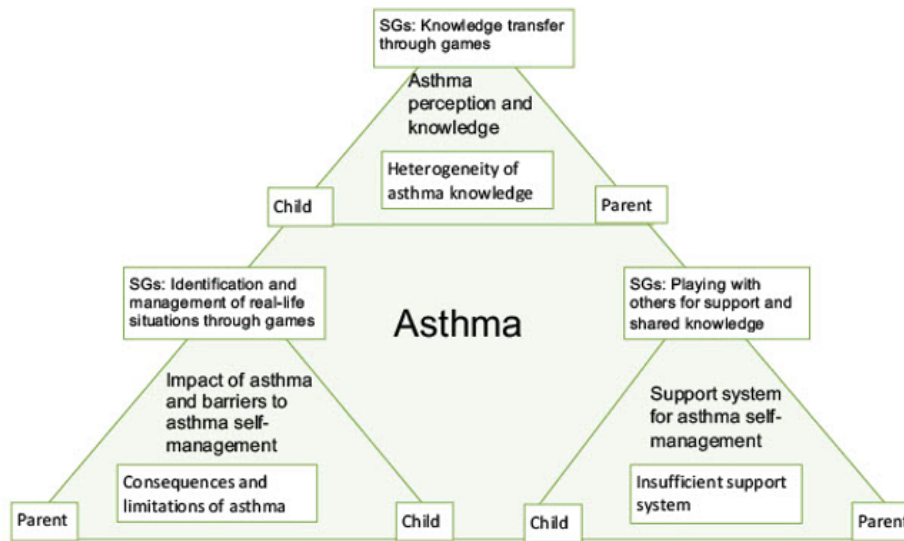 SGs: Knowledge transfer
through games
Asthma
perception and
knowledge
Heterogeneity of
asthma knowledge
Child
Parent
SGs: Identification and
management of real-life
situations through games
Asthma
SGs: Playing with
others for support and
shared knowledge
Impact of asthma
and barriers to
asthma self-
management
Consequences and
limitations of asthma
Parent
Child
Support system
for asthma self-
management
Insufficient support
system
Child
Parent